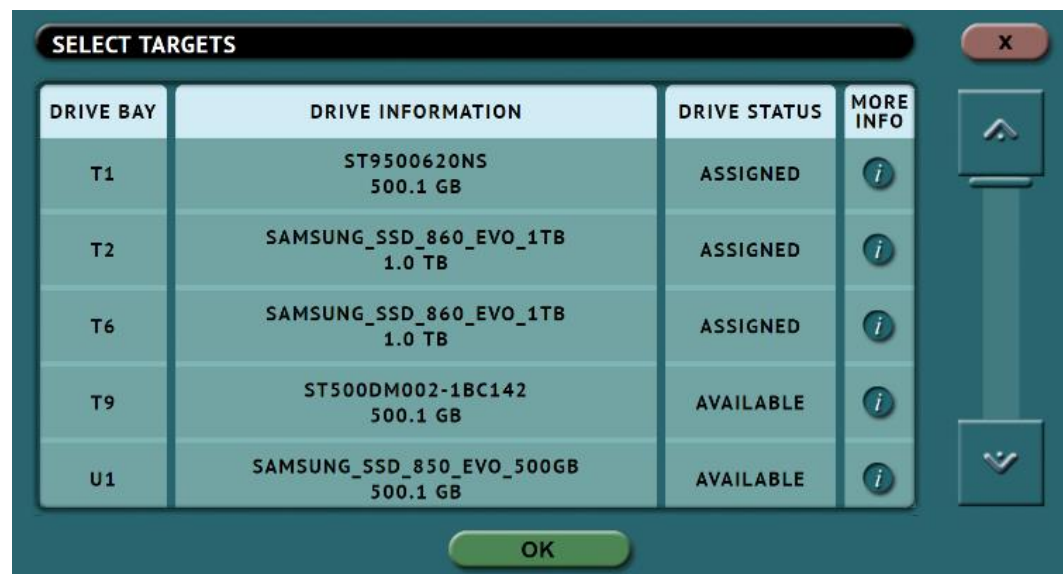 SELECT TARGETS
X
DRIVE BAY
DRIVE INFORMATION
DRIVE STATUS
MORE
INFO
T1
ST9500620NS
500.1 GB
ASSIGNED
i
T2
SAMSUNG_SSD_860_EVO_1TB
1.0 TB
ASSIGNED
i
T6
SAMSUNG_SSD_860_EVO_1TB
1.0 TB
ASSIGNED
i
T9
ST500DM002-1BC142
500.1 GB
AVAILABLE
i
U1
SAMSUNG_SSD_850_EVO_500GB
500.1 GB
AVAILABLE
i
OK